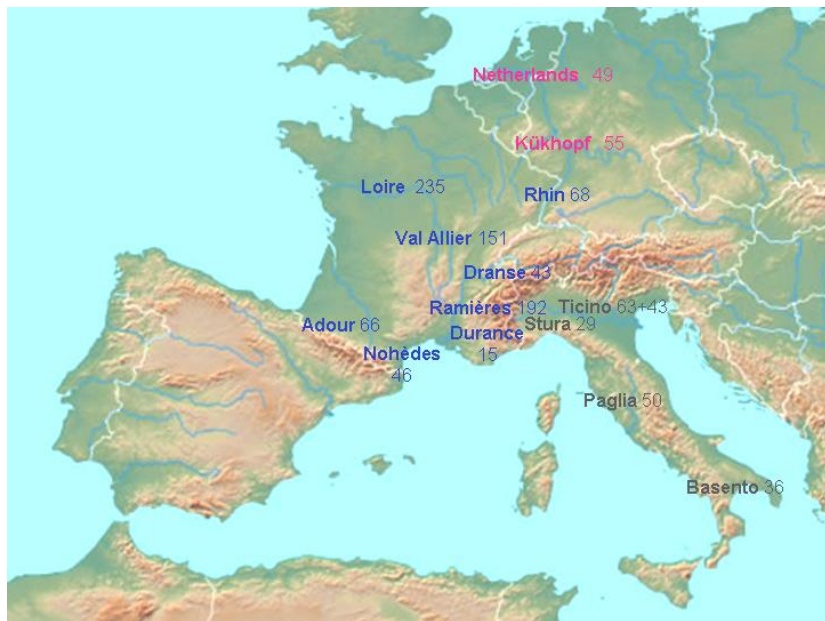 Netherlands 49
Kükhopf 55
Loire 235
Rhin 68
Val Allier 151
Dranse 43
Ramières 192
Ticino 63+43
Adour 66
Stura 29
Durance
15
Nohèdes
46
Paglia 50
Basento 36